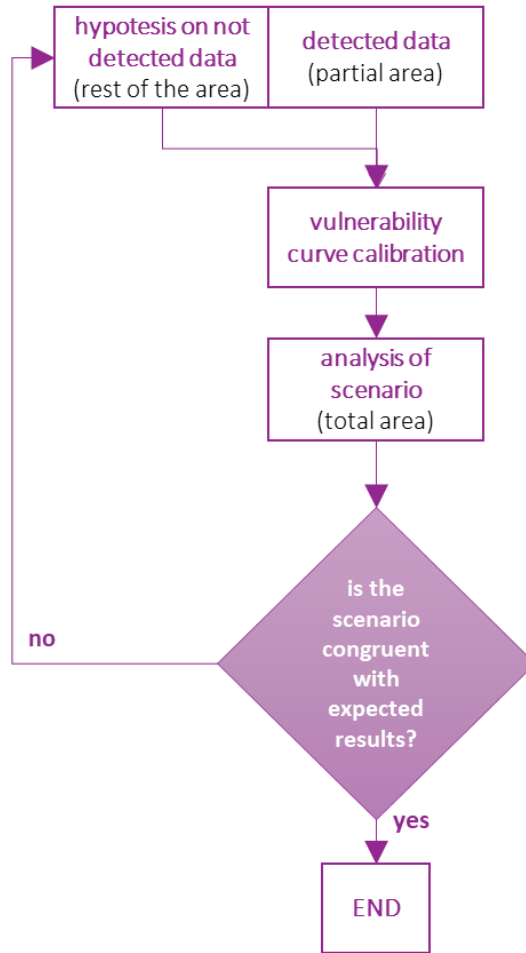 hypotesis on not
detected data
(rest of the area)
detected data
(partial area)
vulnerability
curve calibration
analysis of
scenario
(total area)
is the
scenario
congruent
with
expected
results?
no
yes
END